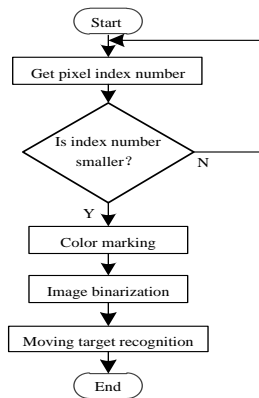 Start
Get pixel index number
Is index number
smaller?
N
Y
Color marking
Image binarization
Moving target recognition
End